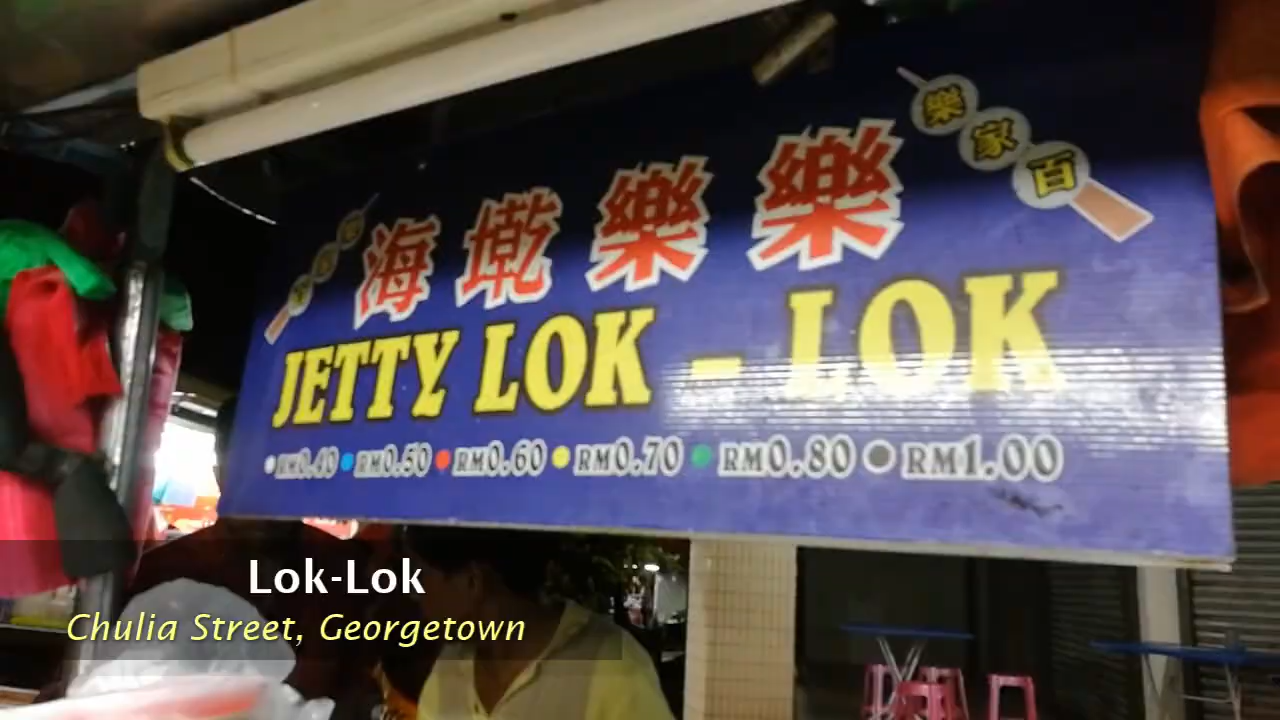 樂
家
百
海墘樂樂
JETTY LOK - LOK
RM0.40 RM0.50 RM0.60 RM0.70 RM0.80 RM1.00
Lok-Lok
Chulia Street, Georgetown